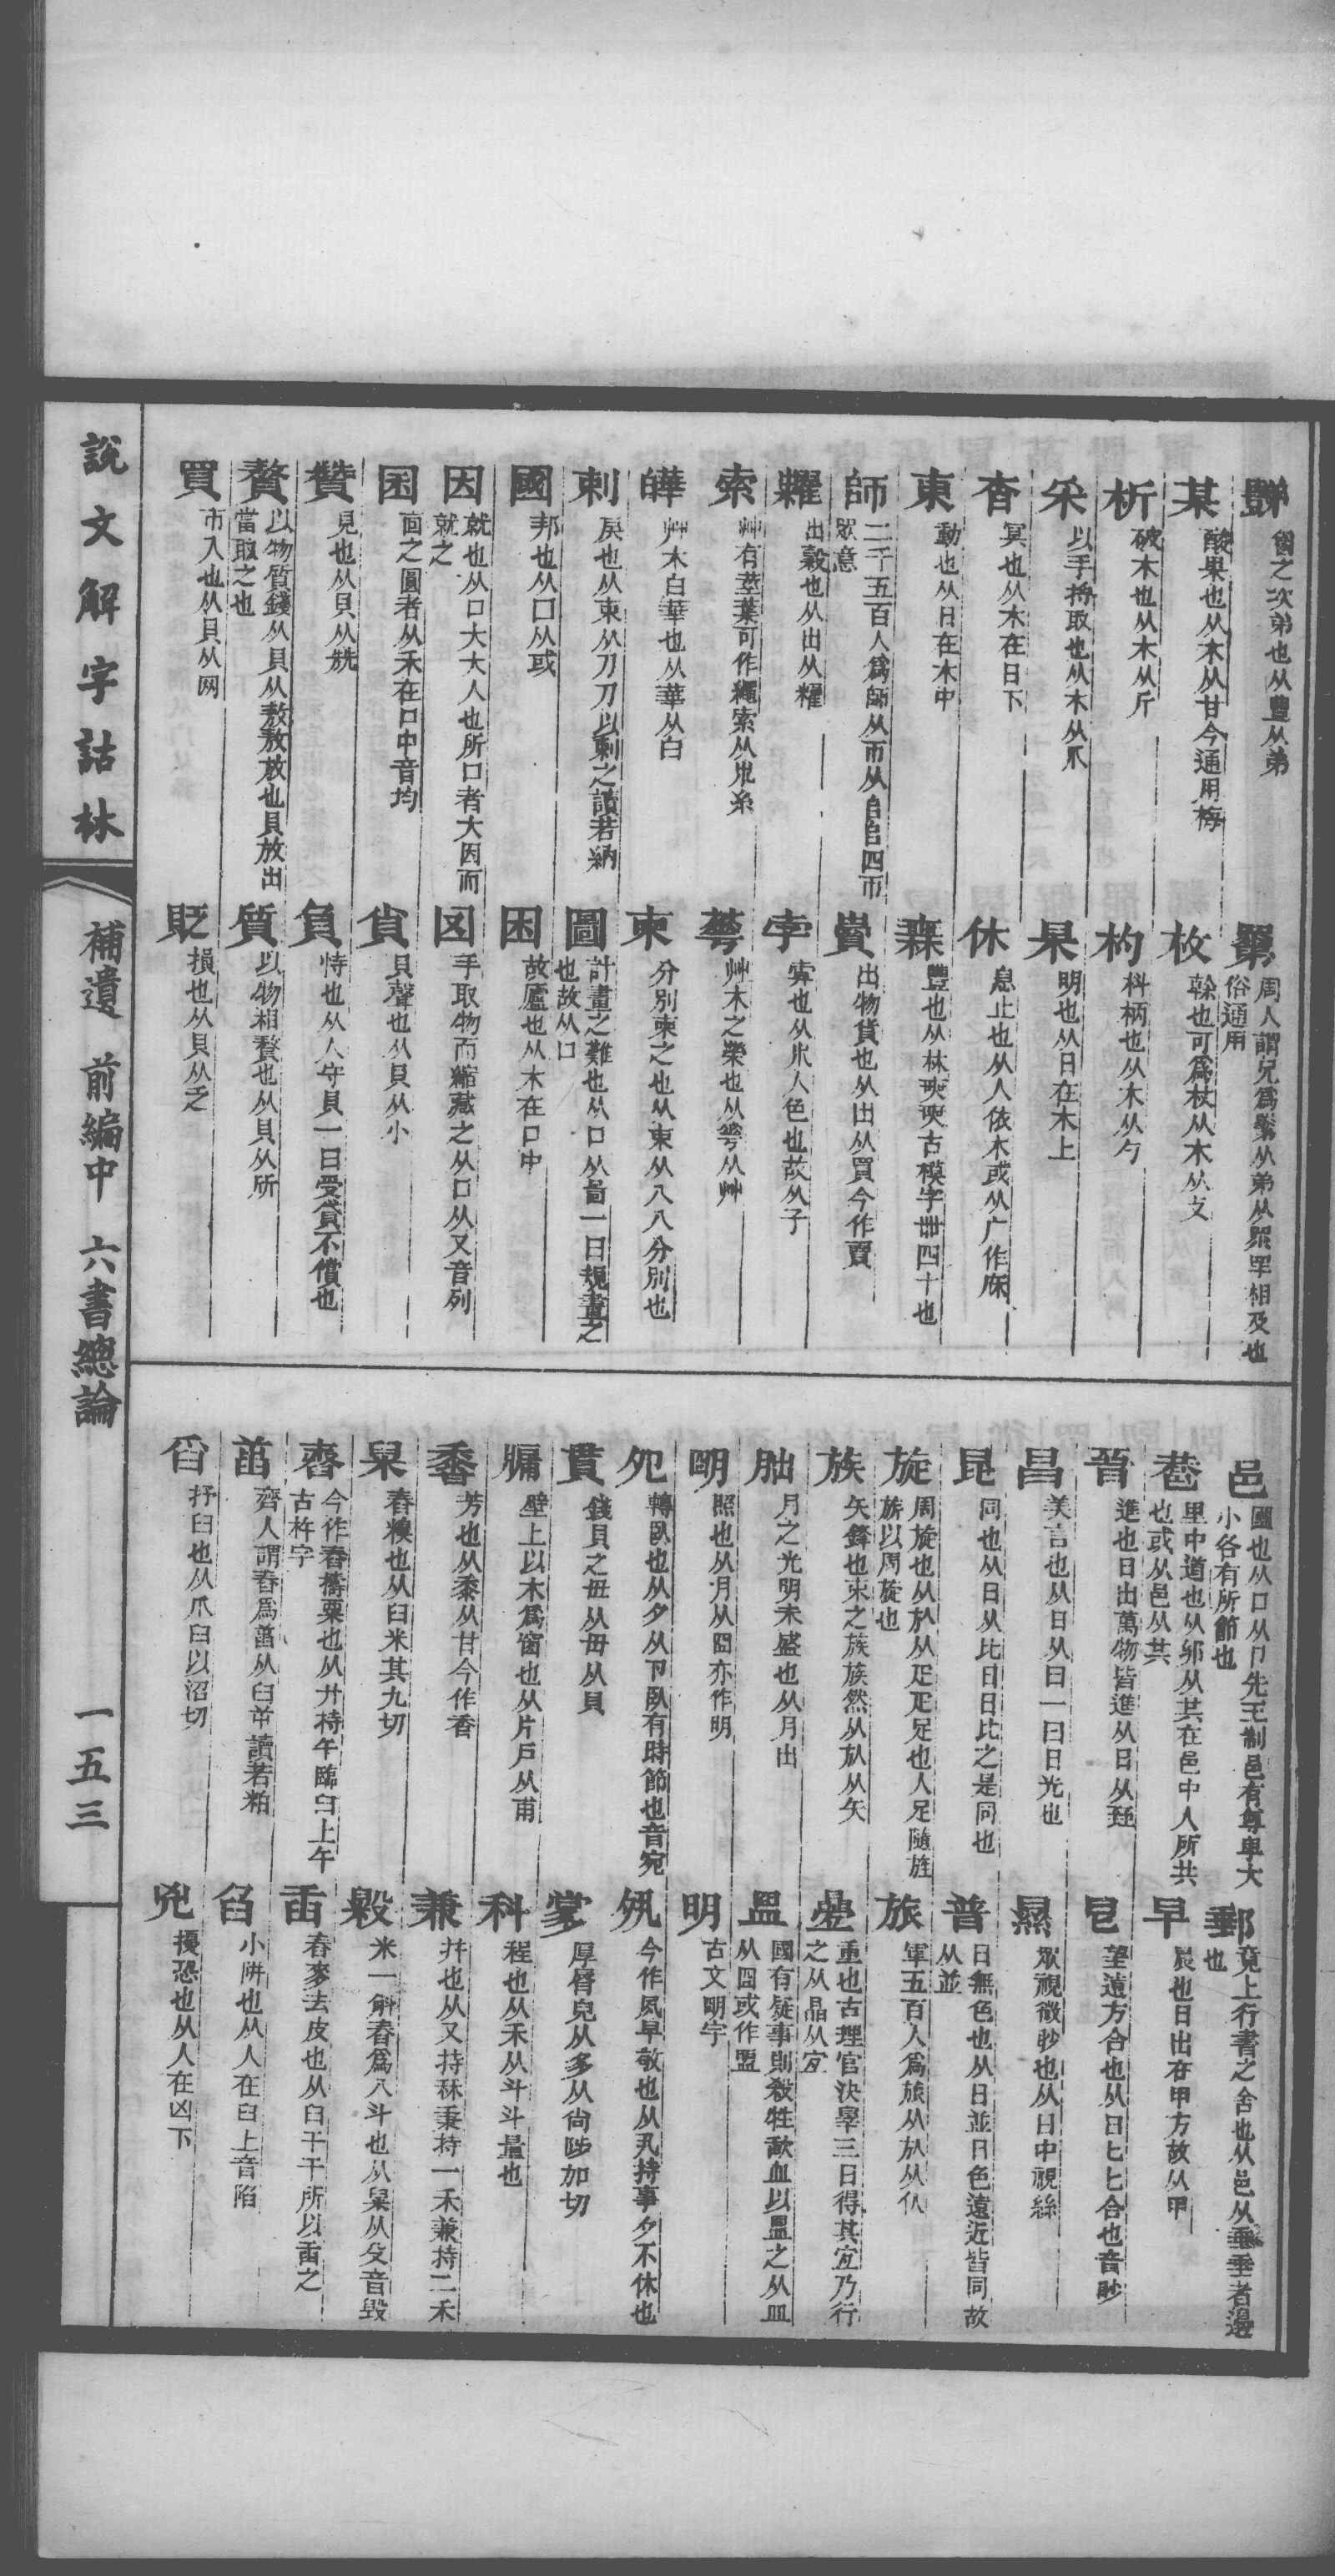 豑 爵之次弟也从豊从弟
䍮 周人謂兄爲䍮从弟从眔眔相及也俗通用
某 酸果也从木从甘今通用梅
枚 榦也可爲杖从木从攴
析 破木也从木从斤
杓 枓柄也从木从勺
采 以手捋取也从木从爪
杲 明也从日在木上
杳 冥也从木在日下
休 息止也从人依木或从广作庥
東 動也从日在木中
森 豐也从林奭奭古模字卌四十也
師 二千五百人爲師从帀从𠂤𠂤四帀眾意
賣 出物貨也从出从買今作賣
糶 出穀也从出从糴
孛 㝱也从𣎵人色也故从子
索 艸有莖葉可作繩索从𣎵糸
蕚 艸木之榮也从𠌶从艸
皣 艸木白華也从華从白
柬 分別柬之也从束从八八分別也
剌 戾也从束从刀刀以剌之讀若納
圖 計畫之難也从口从啚一曰規畫之也故从口
國 邦也从囗从或
困 故廬也从木在口中
因 就也从口大大人也所口者大因而就之
囡 手取物而縮藏之从口从又音列
囷 㐭之圓者从禾在口中音均
貟 貝聲也从貝从小
贊 見也从貝从兟
負 恃也从人守貝一曰受貸不償也
贅 以物質錢从貝从敖敖放也貝放出當取之也
質 以物相贅也从貝从所
買 市入也从貝从网
貶 損也从貝从乏
邑 國也从口从卪先王制邑有尊卑大小各有所節也
郵 竟上行書之舍也从邑从垂垂者邊也
巷 里中道也从𨛜从共在邑中人所共也或从邑从共
早 晨也日出在甲方故从甲
晉 進也日出萬物皆進从日从臸
皀 望遠方合也从日匕匕合也音眇
昌 美言也从日从曰一曰日光也
㬎 眾視微眇也从日中視絲
昆 同也从日从比日日比之是同也
普 日無色也从日並日色遠近皆同故从並
旋 周旋也从㫃从疋疋足也人足隨旌旂以周旋也
旅 軍五百人爲旅从㫃从从
族 矢鋒也束之族族然从㫃从矢
疊 重也古理官決辠三日得其宜乃行之从晶从宜
朏 月之光明未盛也从月出
盟 國有疑事則殺牲歃血以盟之从皿从囧或作盟
朙 照也从月从囧亦作明
明 古文朙字
夗 轉臥也从夕从卪臥有時節也音宛
夙 今作夙早敬也从丮持事夕不休也
貫 錢貝之毌从毌从貝
𡖇 厚脣皃从多从尚陟加切
牖 壁上以木爲窗也从片戶从甫
科 程也从禾从斗斗量也
香 芳也从黍从甘今作香
兼 幷也从又持秝秉持一禾兼持二禾
臬 舂糗也从臼米其九切
毇 米一斛舂爲八斗也从臬从殳音毀
舂 今作舂擣粟也从廾持午臨臼上午古杵字
臿 舂麥去皮也从臼干干所以臿之
𦥻 齊人謂舂爲𦥻从臼屰讀若粕
臽 小阱也从人在臼上音陷
舀 抒臼也从爪臼以沼切
兇 擾恐也从人在凶下
說文解字詁林
補遺 前編中 六書總論
一五三